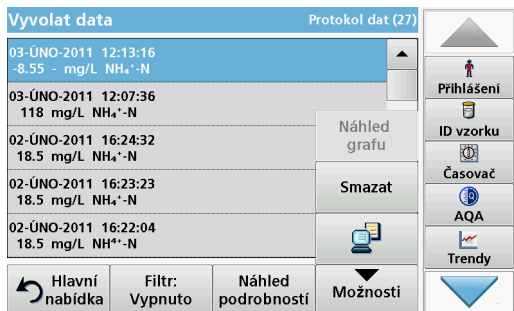 Vyvolat data
Protokol dat (27)
03-ÚNO-2011 12:13:16
-8.55 - mg/L NH₄⁺-N
03-ÚNO-2011 12:07:36
118 mg/L NH₄⁺-N
02-ÚNO-2011 16:24:32
18.5 mg/L NH₄⁺-N
02-ÚNO-2011 16:23:23
18.5 mg/L NH₄⁺-N
02-ÚNO-2011 16:22:04
18.5 mg/L NH⁴⁺-N
Náhled
grafu
Smazat
Hlavní
nabídka
Filtr:
Vypnuto
Náhled
podrobností
Možnosti
Přihlášení
ID vzorku
Časovač
AQA
Trendy